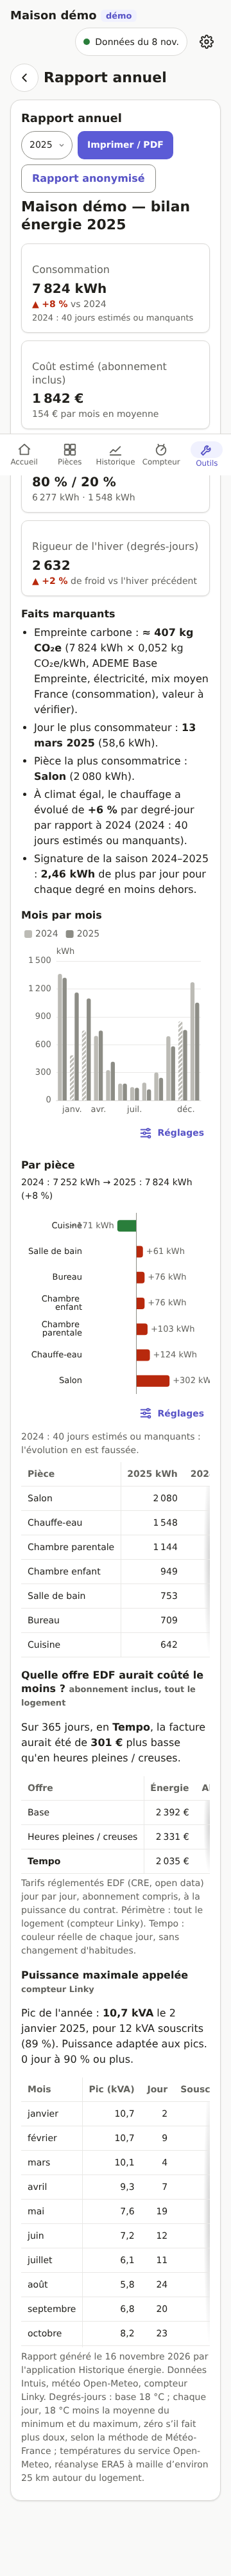 Maison démo démo
Données du 8 nov.
Rapport annuel
Rapport annuel
2025
Imprimer / PDF
Rapport anonymisé
Maison démo — bilan
énergie 2025
Consommation
7 824 kWh
▲ +8 % vs 2024
2024 : 40 jours estimés ou manquants
Coût estimé (abonnement
inclus)
1 842 €
154 € par mois en moyenne
Accueil
Pièces
Historique
Compteur
Outils
80 % / 20 %
6 277 kWh · 1 548 kWh
Rigueur de l'hiver (degrés-jours)
2 632
▲ +2 % de froid vs l'hiver précédent
Faits marquants
• Empreinte carbone : ≈ 407 kg
CO₂e (7 824 kWh × 0,052 kg
CO₂e/kWh, ADEME Base
Empreinte, électricité, mix moyen
France (consommation), valeur à
vérifier).
• Jour le plus consommateur : 13
mars 2025 (58,6 kWh).
• Pièce la plus consommatrice :
Salon (2 080 kWh).
• À climat égal, le chauffage a
évolué de +6 % par degré-jour
par rapport à 2024 (2024 : 40
jours estimés ou manquants).
• Signature de la saison 2024–2025
: 2,46 kWh de plus par jour pour
chaque degré en moins dehors.
Mois par mois
2024 2025
kWh
1 500
1 200
900
600
300
0
janv. avr. juil. déc.
Réglages
Par pièce
2024 : 7 252 kWh → 2025 : 7 824 kWh
(+8 %)
Cuisine 171 kWh
Salle de bain +61 kWh
Bureau +76 kWh
Chambre
enfant +76 kWh
Chambre
parentale +103 kWh
Chauffe-eau +124 kWh
Salon +302 kW
Réglages
2024 : 40 jours estimés ou manquants :
l'évolution en est faussée.
Pièce 2025 kWh 202
Salon 2 080
Chauffe-eau 1 548
Chambre parentale 1 144
Chambre enfant 949
Salle de bain 753
Bureau 709
Cuisine 642
Quelle offre EDF aurait coûté le
moins ? abonnement inclus, tout le
logement
Sur 365 jours, en Tempo, la facture
aurait été de 301 € plus basse
qu'en heures pleines / creuses.
Offre Énergie
Base 2 392 €
Heures pleines / creuses 2 331 €
Tempo 2 035 €
Tarifs réglementés EDF (CRE, open data)
jour par jour, abonnement compris, à la
puissance du contrat. Périmètre : tout le
logement (compteur Linky). Tempo :
couleur réelle de chaque jour, sans
changement d'habitudes.
Puissance maximale appelée
compteur Linky
Pic de l'année : 10,7 kVA le 2
janvier 2025, pour 12 kVA souscrits
(89 %). Puissance adaptée aux pics.
0 jour à 90 % ou plus.
Mois Pic (kVA) Jour Sousc
janvier 10,7 2
février 10,7 9
mars 10,1 4
avril 9,3 7
mai 7,6 19
juin 7,2 12
juillet 6,1 11
août 5,8 24
septembre 6,8 20
octobre 8,2 23
Rapport généré le 16 novembre 2026 par
l'application Historique énergie. Données
Intuis, météo Open-Meteo, compteur
Linky. Degrés-jours : base 18 °C ; chaque
jour, 18 °C moins la moyenne du
minimum et du maximum, zéro s’il fait
plus doux, selon la méthode de Météo-
France ; températures du service Open-
Meteo, réanalyse ERA5 à maille d’environ
25 km autour du logement.